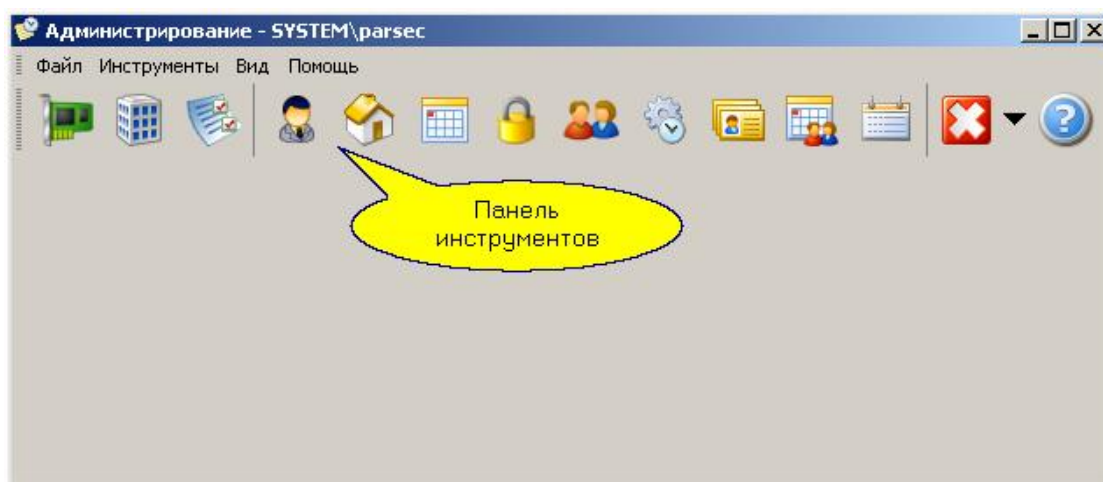 Администрирование - SYSTEM\parsec
Файл Инструменты Вид Помощь
Панель
инструментов